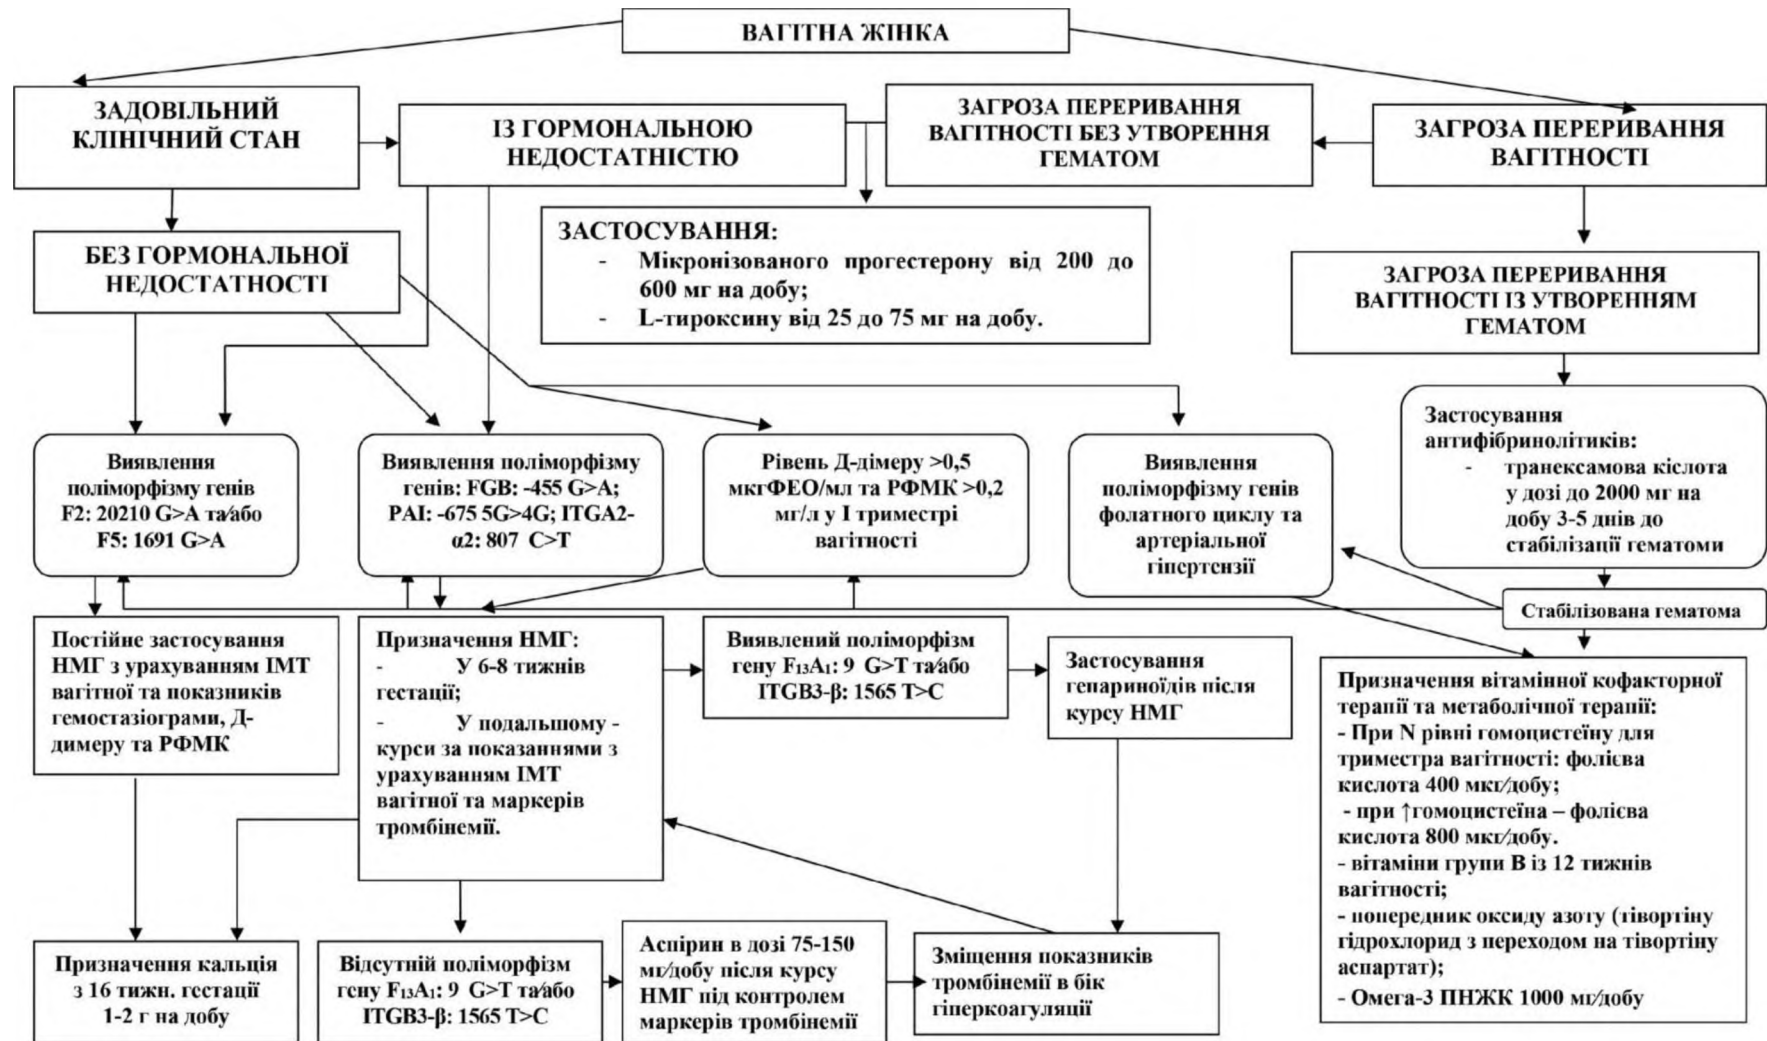 ВАГІТНА ЖІНКА
ЗАДОВІЛЬНИЙ
КЛІНІЧНИЙ СТАН
ІЗ ГОРМОНАЛЬНОЮ
НЕДОСТАТНІСТЮ
ЗАГРОЗА ПЕРЕРИВАННЯ
ВАГІТНОСТІ БЕЗ УТВОРЕННЯ
ГЕМАТОМ
ЗАГРОЗА ПЕРЕРИВАННЯ
ВАГІТНОСТІ
БЕЗ ГОРМОНАЛЬНОЇ
НЕДОСТАТНОСТІ
ЗАСТОСУВАННЯ:
- Мікронізованого прогестерону від 200 до
600 мг на добу;
- L-тироксину від 25 до 75 мг на добу.
ЗАГРОЗА ПЕРЕРИВАННЯ
ВАГІТНОСТІ ІЗ УТВОРЕННЯМ
ГЕМАТОМ
Виявлення
поліморфізму генів
F2: 20210 G>A та/або
F5: 1691 G>A
Виявлення поліморфізму
генів: FGB: -455 G>A;
PAI: -675 5G>4G; ITGA2-
α2: 807 C>T
Рівень Д-дімеру >0,5
мкгФЕО/мл та РФМК >0,2
мг/л у І триместрі
вагітності
Виявлення
поліморфізму генів
фолатного циклу та
артеріальної
гіпертензії
Застосування
антифібринолітиків:
- транексамова кіслота
у дозі до 2000 мг на
добу 3-5 днів до
стабілізації гематоми
Стабілізована гематома
Постійне застосування
НМГ з урахуванням ІМТ
вагітної та показників
гемостазіограми, Д-
димеру та РФМК
Призначення НМГ:
- У 6-8 тижнів
гестації;
- У подальшому -
курси за показаннями з
урахуванням ІМТ
вагітної та маркерів
тромбінемії.
Виявлений поліморфізм
гену F₁₃A₁: 9 G>T та/або
ITGB3-β: 1565 T>C
Застосування
гепариноїдів після
курсу НМГ
Призначення вітамінної кофакторної
терапії та метаболічної терапії:
- При N рівні гомоцистеїну для
триместра вагітності: фолієва
кислота 400 мкг/добу;
- при ↑гомоцистеїна – фолієва
кислота 800 мкг/добу.
- вітаміни групи В із 12 тижнів
вагітності;
- попередник оксиду азоту (тівортіну
гідрохлорид з переходом на тівортіну
аспартат);
- Омега-3 ПНЖК 1000 мг/добу
Призначення кальція
з 16 тижн. гестації
1-2 г на добу
Відсутній поліморфізм
гену F₁₃A₁: 9 G>T та/або
ITGB3-β: 1565 T>C
Аспірин в дозі 75-150
мг/добу після курсу
НМГ під контролем
маркерів тромбінемії
Зміщення показників
тромбінемії в бік
гіперкоагуляції